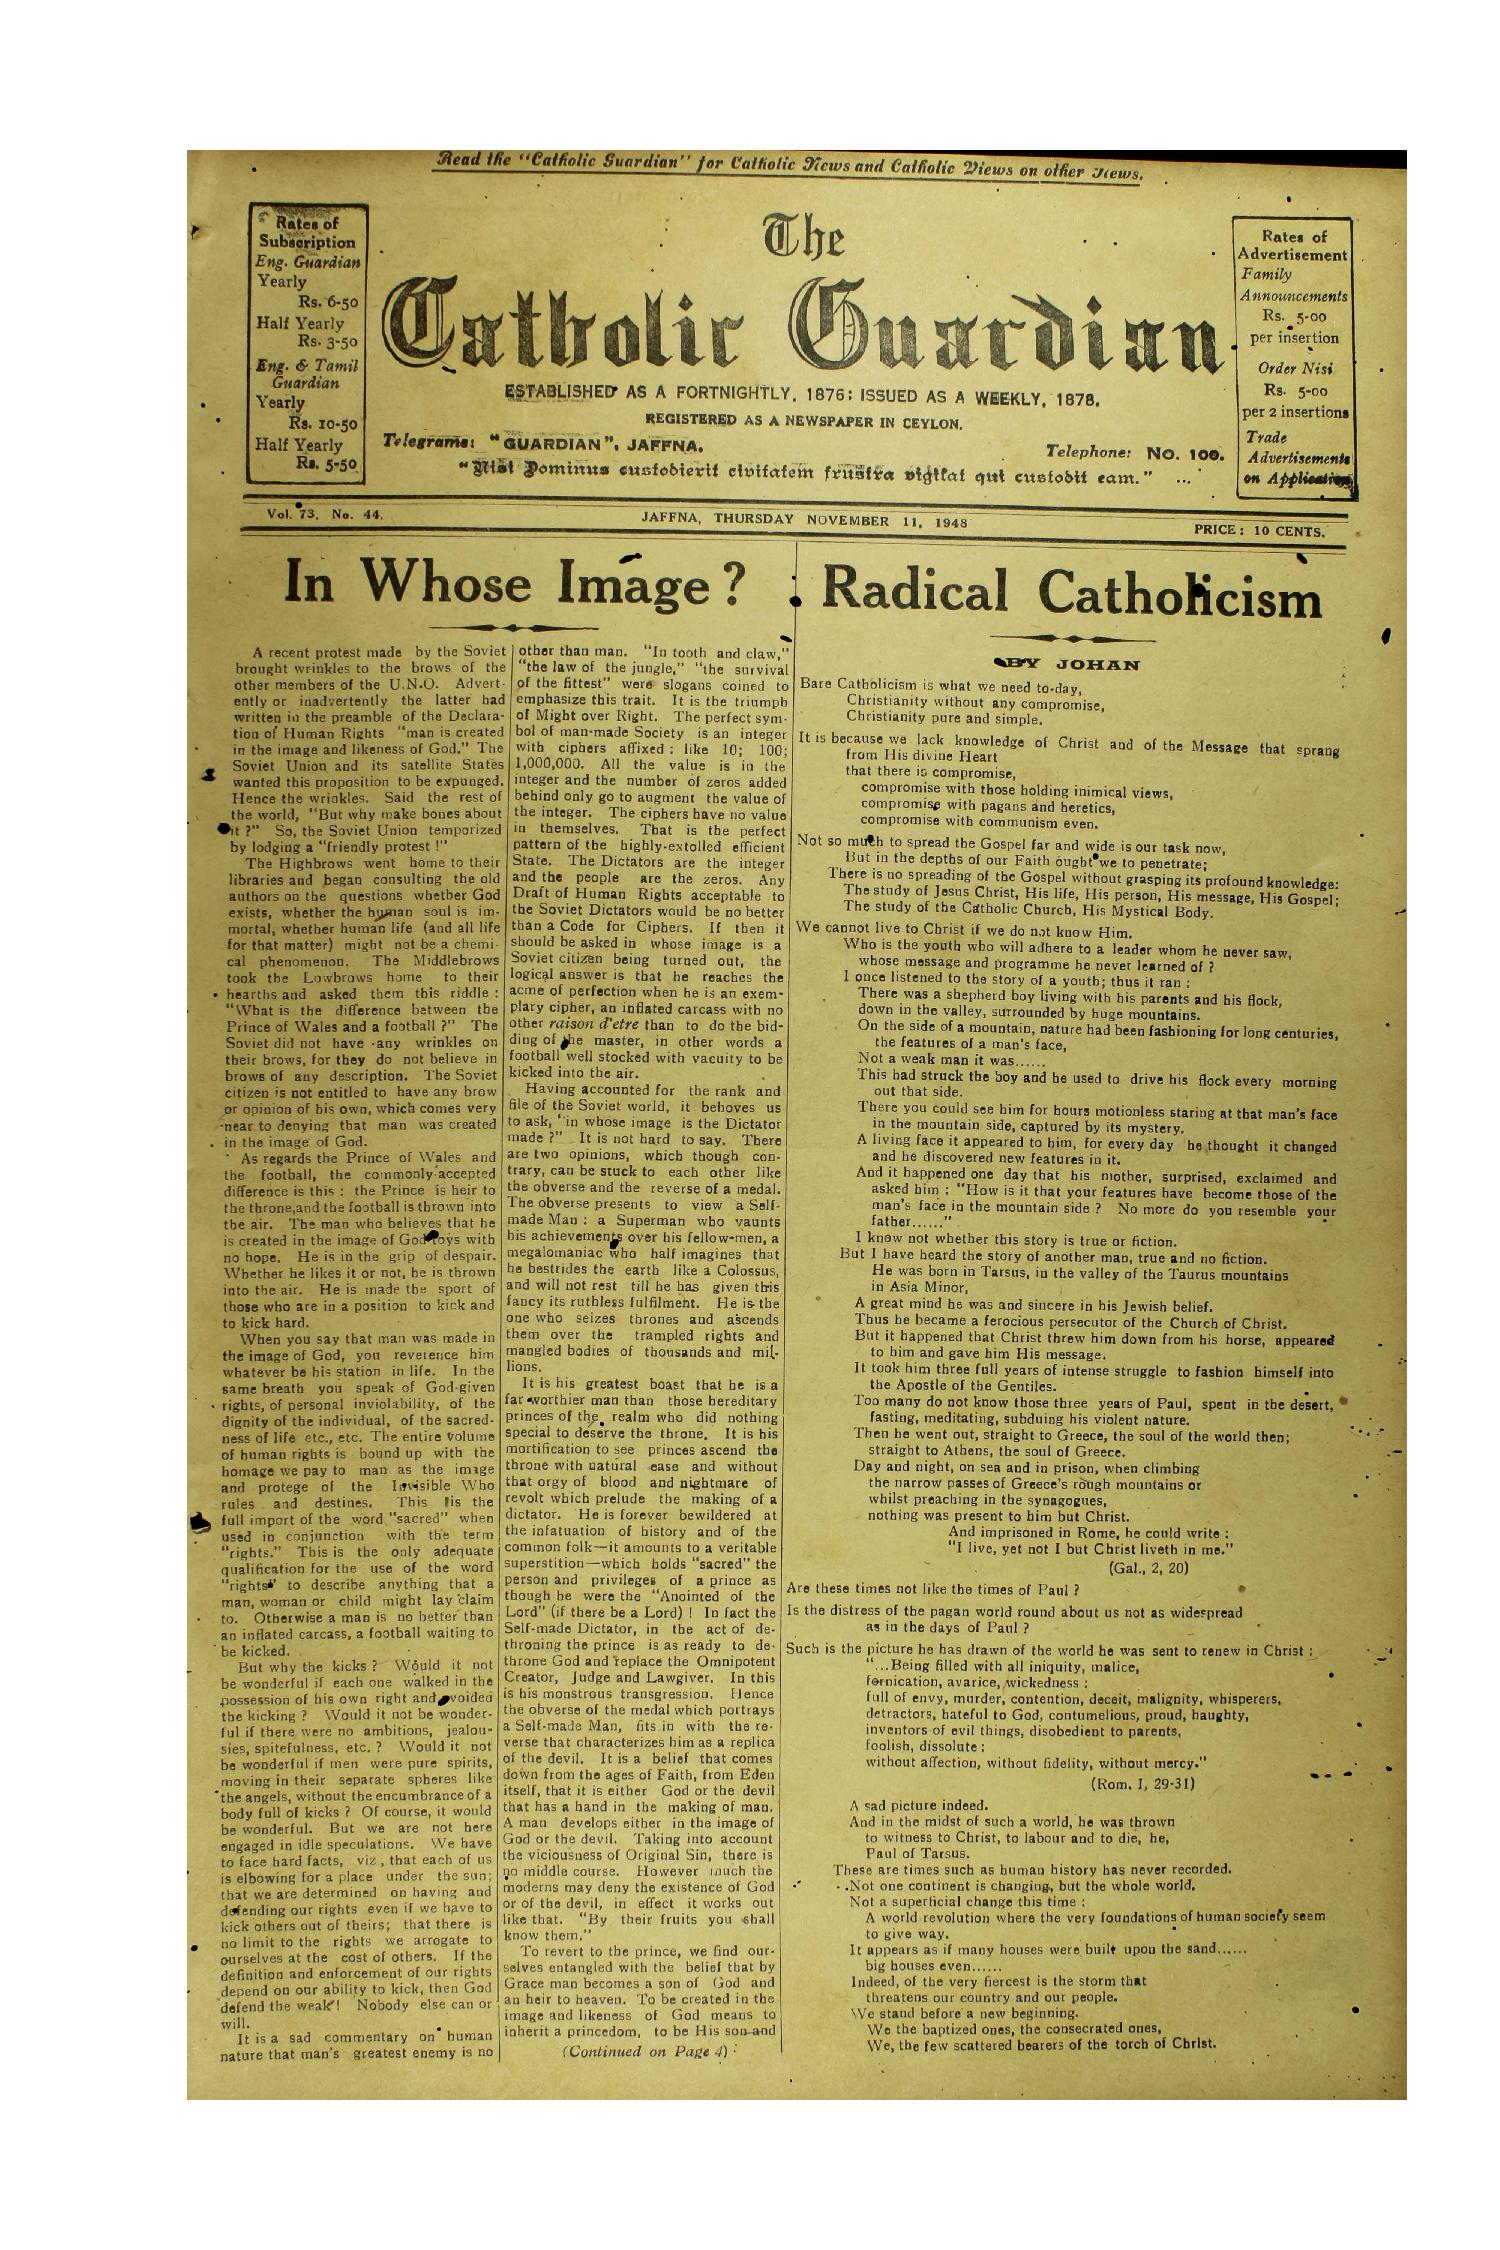 Read the "Catholic Guardian" for Catholic News and Catholic Views on other News.
Rates of
Subscription
Eng. Guardian
Yearly
Rs. 6-50
Half Yearly
Rs. 3-50
Eng. & Tamil
Guardian
Yearly
Rs. 10-50
Half Yearly
Rs. 5-50
The
Catholic Guardian
ESTABLISHED AS A FORTNIGHTLY, 1876: ISSUED AS A WEEKLY, 1878.
REGISTERED AS A NEWSPAPER IN CEYLON.
Telegrams: "GUARDIAN", JAFFNA.
Telephone: No. 100.
"Nisi Dominus custodierit civitatem frustra vigilat qui custodit eam." ...
Rates of
Advertisement
Family
Announcements
Rs. 5-00
per insertion
Order Nisi
Rs. 5-00
per 2 insertions
Trade
Advertisements
on Application
Vol. 73. No. 44.
JAFFNA, THURSDAY NOVEMBER 11, 1948
PRICE: 10 CENTS.
In Whose Image?
A recent protest made by the Soviet
brought wrinkles to the brows of the
other members of the U.N.O. Advert-
ently or inadvertently the latter had
written in the preamble of the Declara-
tion of Human Rights "man is created
in the image and likeness of God." The
Soviet Union and its satellite States
wanted this proposition to be expunged.
Hence the wrinkles. Said the rest of
the world, "But why make bones about
it?" So, the Soviet Union temporized
by lodging a "friendly protest!"
The Highbrows went home to their
libraries and began consulting the old
authors on the questions whether God
exists, whether the human soul is im-
mortal, whether human life (and all life
for that matter) might not be a chemi-
cal phenomenon. The Middlebrows
took the Lowbrows home to their
hearths and asked them this riddle:
"What is the difference between the
Prince of Wales and a football?" The
Soviet did not have any wrinkles on
their brows, for they do not believe in
brows of any description. The Soviet
citizen is not entitled to have any brow
or opinion of his own, which comes very
near to denying that man was created
in the image of God.
As regards the Prince of Wales and
the football, the commonly accepted
difference is this: the Prince is heir to
the throne, and the football is thrown into
the air. The man who believes that he
is created in the image of God toys with
no hope. He is in the grip of despair.
Whether he likes it or not, he is thrown
into the air. He is made the sport of
those who are in a position to kick and
to kick hard.
When you say that man was made in
the image of God, you reverence him
whatever be his station in life. In the
same breath you speak of God-given
rights, of personal inviolability, of the
dignity of the individual, of the sacred-
ness of life etc., etc. The entire volume
of human rights is bound up with the
homage we pay to man as the image
and protege of the Invisible Who
rules and destines. This is the
full import of the word "sacred" when
used in conjunction with the term
"rights." This is the only adequate
qualification for the use of the word
"rights" to describe anything that a
man, woman or child might lay claim
to. Otherwise a man is no better than
an inflated carcass, a football waiting to
be kicked.
But why the kicks? Would it not
be wonderful if each one walked in the
possession of his own right and avoided
the kicking? Would it not be wonder-
ful if there were no ambitions, jealou-
sies, spitefulness, etc.? Would it not
be wonderful if men were pure spirits,
moving in their separate spheres like
the angels, without the encumbrance of a
body full of kicks? Of course, it would
be wonderful. But we are not here
engaged in idle speculations. We have
to face hard facts, viz, that each of us
is elbowing for a place under the sun;
that we are determined on having and
defending our rights even if we have to
kick others out of theirs; that there is
no limit to the rights we arrogate to
ourselves at the cost of others. If the
definition and enforcement of our rights
depend on our ability to kick, then God
defend the weak! Nobody else can or
will.
It is a sad commentary on human
nature that man's greatest enemy is no
other than man. "In tooth and claw,"
"the law of the jungle," "the survival
of the fittest" were slogans coined to
emphasize this trait. It is the triumph
of Might over Right. The perfect sym-
bol of man-made Society is an integer
with ciphers affixed: like 10; 100;
1,000,000. All the value is in the
integer and the number of zeros added
behind only go to augment the value of
the integer. The ciphers have no value
in themselves. That is the perfect
pattern of the highly-extolled efficient
State. The Dictators are the integer
and the people are the zeros. Any
Draft of Human Rights acceptable to
the Soviet Dictators would be no better
than a Code for Ciphers. If then it
should be asked in whose image is a
Soviet citizen being turned out, the
logical answer is that he reaches the
acme of perfection when he is an exem-
plary cipher, an inflated carcass with no
other raison d'etre than to do the bid-
ding of the master, in other words a
football well stocked with vacuity to be
kicked into the air.
Having accounted for the rank and
file of the Soviet world, it behoves us
to ask, "in whose image is the Dictator
made?" It is not hard to say. There
are two opinions, which though con-
trary, can be stuck to each other like
the obverse and the reverse of a medal.
The obverse presents to view a Self-
made Man: a Superman who vaunts
his achievements over his fellow-men, a
megalomaniac who half imagines that
he bestrides the earth like a Colossus,
and will not rest till he has given this
fancy its ruthless fulfilment. He is the
one who seizes thrones and ascends
them over the trampled rights and
mangled bodies of thousands and mil-
lions.
It is his greatest boast that he is a
far worthier man than those hereditary
princes of the realm who did nothing
special to deserve the throne. It is his
mortification to see princes ascend the
throne with natural ease and without
that orgy of blood and nightmare of
revolt which prelude the making of a
dictator. He is forever bewildered at
the infatuation of history and of the
common folk—it amounts to a veritable
superstition—which holds "sacred" the
person and privileges of a prince as
though he were the "Anointed of the
Lord" (if there be a Lord)! In fact the
Self-made Dictator, in the act of de-
throning the prince is as ready to de-
throne God and replace the Omnipotent
Creator, Judge and Lawgiver. In this
is his monstrous transgression. Hence
the obverse of the medal which portrays
a Self-made Man, fits in with the re-
verse that characterizes him as a replica
of the devil. It is a belief that comes
down from the ages of Faith, from Eden
itself, that it is either God or the devil
that has a hand in the making of man.
A man develops either in the image of
God or the devil. Taking into account
the viciousness of Original Sin, there is
no middle course. However much the
moderns may deny the existence of God
or of the devil, in effect it works out
like that. "By their fruits you shall
know them."
To revert to the prince, we find our-
selves entangled with the belief that by
Grace man becomes a son of God and
an heir to heaven. To be created in the
image and likeness of God means to
inherit a princedom, to be His son and
(Continued on Page 4)
Radical Catholicism
BY JOHAN
Bare Catholicism is what we need to-day,
Christianity without any compromise,
Christianity pure and simple.
It is because we lack knowledge of Christ and of the Message that sprang
from His divine Heart
that there is compromise,
compromise with those holding inimical views,
compromise with pagans and heretics,
compromise with communism even.
Not so much to spread the Gospel far and wide is our task now,
But in the depths of our Faith ought we to penetrate;
There is no spreading of the Gospel without grasping its profound knowledge:
The study of Jesus Christ, His life, His person, His message, His Gospel;
The study of the Catholic Church, His Mystical Body.
We cannot live to Christ if we do not know Him.
Who is the youth who will adhere to a leader whom he never saw,
whose message and programme he never learned of?
I once listened to the story of a youth; thus it ran:
There was a shepherd boy living with his parents and his flock,
down in the valley, surrounded by huge mountains.
On the side of a mountain, nature had been fashioning for long centuries,
the features of a man's face,
Not a weak man it was......
This had struck the boy and he used to drive his flock every morning
out that side.
There you could see him for hours motionless staring at that man's face
in the mountain side, captured by its mystery.
A living face it appeared to him, for every day he thought it changed
and he discovered new features in it.
And it happened one day that his mother, surprised, exclaimed and
asked him: "How is it that your features have become those of the
man's face in the mountain side? No more do you resemble your
father......"
I know not whether this story is true or fiction.
But I have heard the story of another man, true and no fiction.
He was born in Tarsus, in the valley of the Taurus mountains
in Asia Minor,
A great mind he was and sincere in his Jewish belief.
Thus he became a ferocious persecutor of the Church of Christ.
But it happened that Christ threw him down from his horse, appeared
to him and gave him His message.
It took him three full years of intense struggle to fashion himself into
the Apostle of the Gentiles.
Too many do not know those three years of Paul, spent in the desert,
fasting, meditating, subduing his violent nature.
Then he went out, straight to Greece, the soul of the world then;
straight to Athens, the soul of Greece.
Day and night, on sea and in prison, when climbing
the narrow passes of Greece's rough mountains or
whilst preaching in the synagogues,
nothing was present to him but Christ.
And imprisoned in Rome, he could write:
"I live, yet not I but Christ liveth in me."
(Gal., 2, 20)
Are these times not like the times of Paul?
Is the distress of the pagan world round about us not as widespread
as in the days of Paul?
Such is the picture he has drawn of the world he was sent to renew in Christ:
"...Being filled with all iniquity, malice,
fornication, avarice, wickedness:
full of envy, murder, contention, deceit, malignity, whisperers,
detractors, hateful to God, contumelious, proud, haughty,
inventors of evil things, disobedient to parents,
foolish, dissolute:
without affection, without fidelity, without mercy."
(Rom. I, 29-31)
A sad picture indeed.
And in the midst of such a world, he was thrown
to witness to Christ, to labour and to die, he,
Paul of Tarsus.
These are times such as human history has never recorded.
Not one continent is changing, but the whole world.
Not a superficial change this time:
A world revolution where the very foundations of human society seem
to give way.
It appears as if many houses were built upon the sand......
big houses even......
Indeed, of the very fiercest is the storm that
threatens our country and our people.
We stand before a new beginning.
We the baptized ones, the consecrated ones,
We, the few scattered bearers of the torch of Christ.